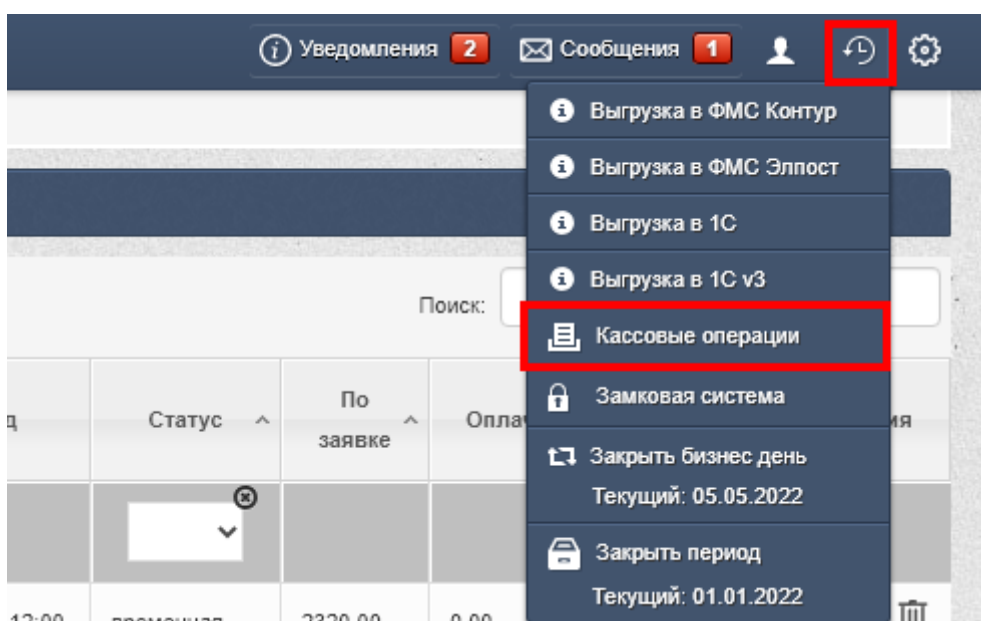 Уведомления 2 Сообщения 1
Выгрузка в ФМС Контур
Выгрузка в ФМС Элпост
Выгрузка в 1С
Выгрузка в 1С v3
Кассовые операции
Замковая система
Закрыть бизнес день
Текущий: 05.05.2022
Закрыть период
Текущий: 01.01.2022
Поиск:
Статус
По
заявке